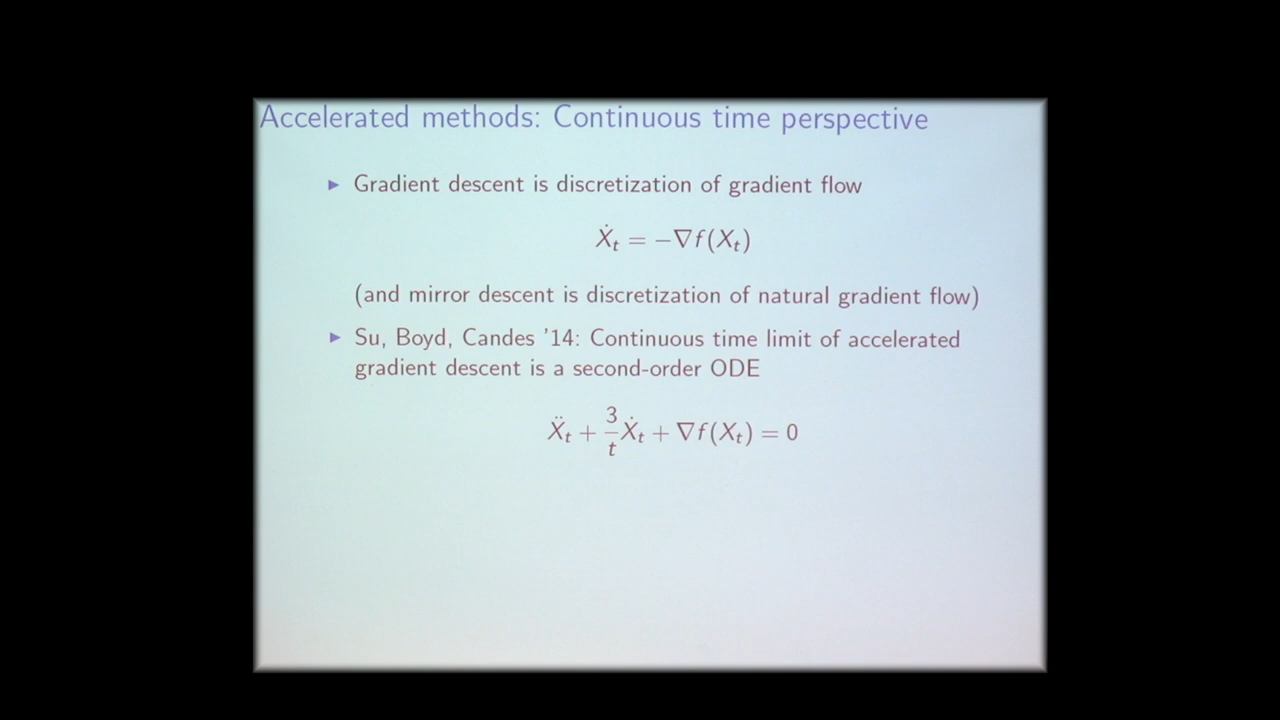 Accelerated methods: Continuous time perspective
▶ Gradient descent is discretization of gradient flow
Ẋ_t = −∇f(X_t)
(and mirror descent is discretization of natural gradient flow)
▶ Su, Boyd, Candes '14: Continuous time limit of accelerated
gradient descent is a second-order ODE
Ẍ_t + 3/t Ẋ_t + ∇f(X_t) = 0